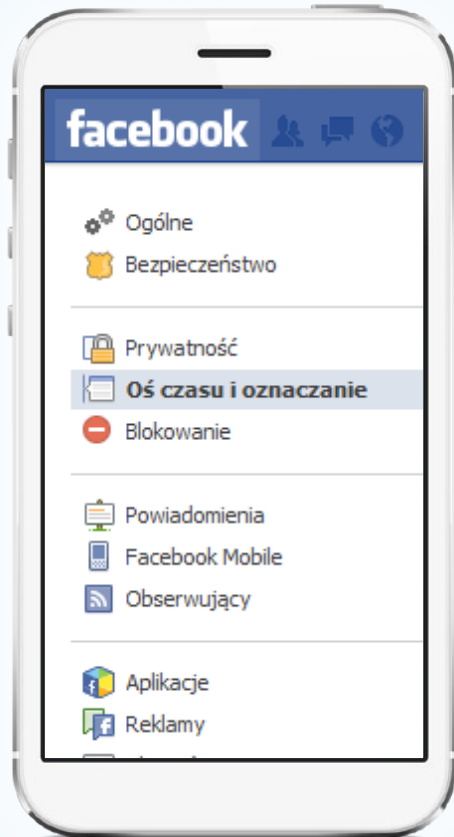 facebook
Ogólne
Bezpieczeństwo
Prywatność
Oś czasu i oznaczanie
Blokowanie
Powiadomienia
Facebook Mobile
Obserwujący
Aplikacje
Reklamy